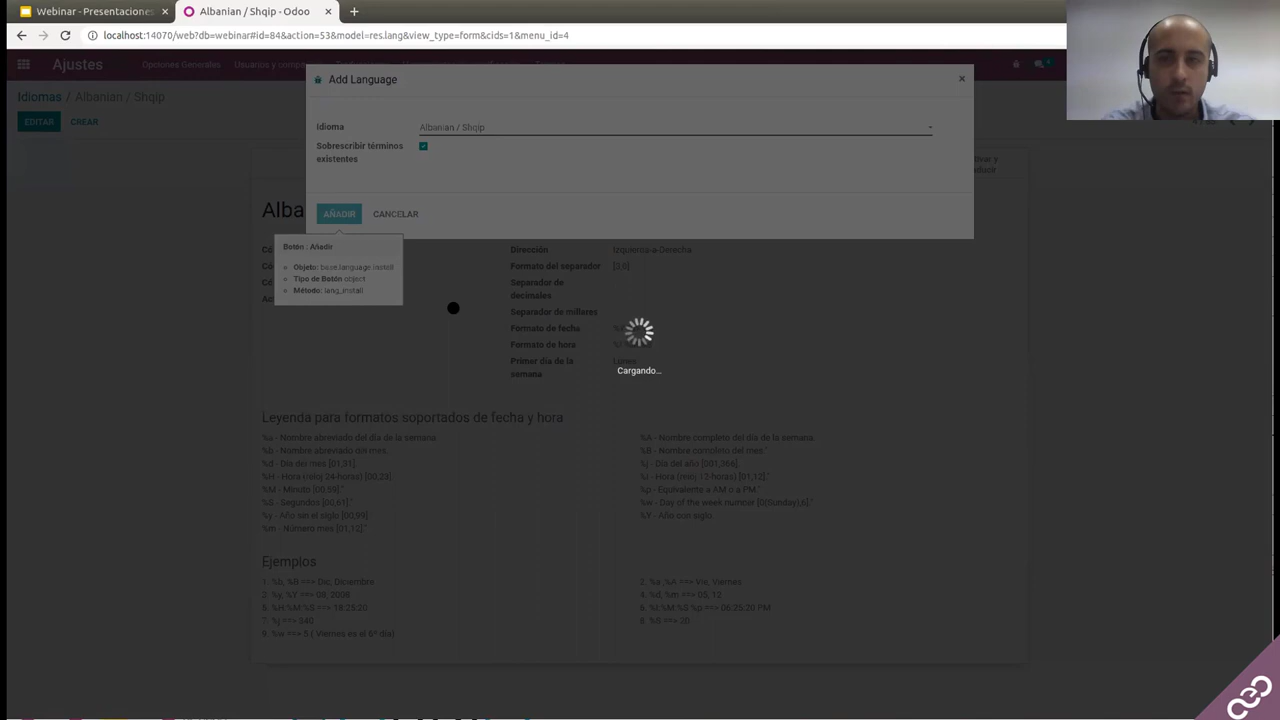 Webinar - Presentaciones
Albanian / Shqip - Odoo
localhost:14070/web?db=webinar#id=84&action=53&model=res.lang&view_type=form&cids=1&menu_id=4
Ajustes
Opciones Generales
Idiomas / Albanian / Shqip
EDITAR CREAR
Add Language
Idioma
Albanian / Shqip
Sobrescribir términos
existentes
AÑADIR CANCELAR
Botón : Añadir
Objeto: base.language.install
Tipo de Botón object
Método: lang_install
Dirección Izquierda-a-Derecha
Formato del separador [3,0]
Separador de
decimales
Separador de millares
Formato de fecha
Formato de hora
Primer día de la Lunes
semana
Cargando...
Leyenda para formatos soportados de fecha y hora
%a - Nombre abreviado del día de la semana
%b - Nombre abreviado del mes."
%d - Día del mes [01,31]
%H - Hora (reloj 24-horas) [00,23]
%M - Minuto [00,59]."
%S - Segundos [00,61]."
%y - Año sin el siglo [00,99]
%m - Número mes [01,12]."
%A - Nombre completo del día de la semana
%B - Nombre completo del mes."
%j - Día del año [001,366]
%I - Hora (reloj 12-horas) [01,12]."
%p - Equivalente a AM o a PM."
%w - Day of the week number [0(Sunday),6]."
%Y - Año con siglo
Ejemplos
1. %b, %B ==> Dic, Diciembre
2. %a ,%A ==> Vie, Viernes
3. %y, %Y ==> 08, 2008
4. %d, %m ==> 05, 12
5. %H:%M:%S ==> 18:25:20
6. %I:%M:%S %p ==> 06:25:20 PM
7. %j ==> 340
8. %S ==> 20
9. %w ==> 5 ( Viernes es el 6º día)